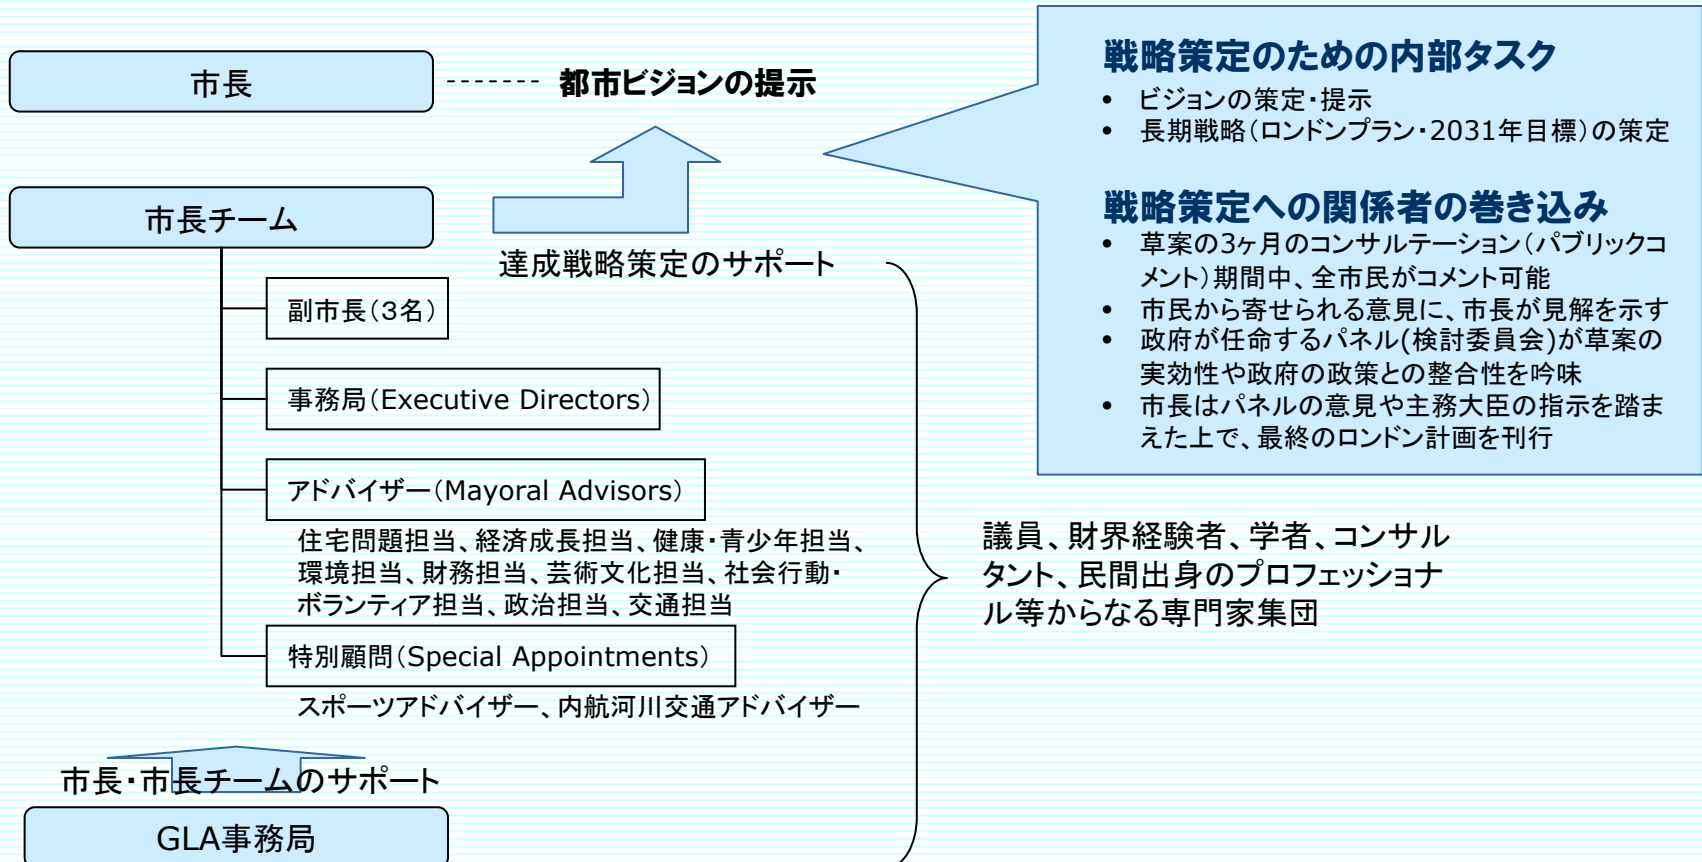 市長
都市ビジョンの提示
市長チーム
達成戦略策定のサポート
副市長(3名)
事務局(Executive Directors)
アドバイザー(Mayoral Advisors)
住宅問題担当、経済成長担当、健康・青少年担当、
環境担当、財務担当、芸術文化担当、社会行動・
ボランティア担当、政治担当、交通担当
特別顧問(Special Appointments)
スポーツアドバイザー、内航河川交通アドバイザー
市長・市長チームのサポート
GLA事務局
議員、財界経験者、学者、コンサル
タント、民間出身のプロフェッショナ
ル等からなる専門家集団
戦略策定のための内部タスク
• ビジョンの策定・提示
• 長期戦略(ロンドンプラン・2031年目標)の策定
戦略策定への関係者の巻き込み
• 草案の3ヶ月のコンサルテーション(パブリックコ
メント)期間中、全市民がコメント可能
• 市民から寄せられる意見に、市長が見解を示す
• 政府が任命するパネル(検討委員会)が草案の
実効性や政府の政策との整合性を吟味
• 市長はパネルの意見や主務大臣の指示を踏ま
えた上で、最終のロンドン計画を刊行